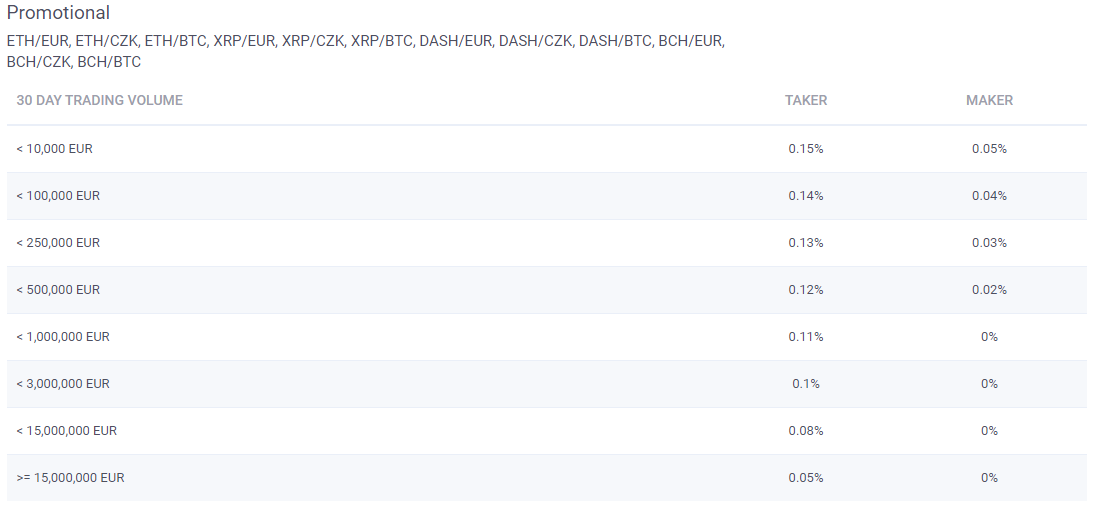 Promotional
ETH/EUR, ETH/CZK, ETH/BTC, XRP/EUR, XRP/CZK, XRP/BTC, DASH/EUR, DASH/CZK, DASH/BTC, BCH/EUR,
BCH/CZK, BCH/BTC
30 DAY TRADING VOLUME TAKER MAKER
< 10,000 EUR 0.15% 0.05%
< 100,000 EUR 0.14% 0.04%
< 250,000 EUR 0.13% 0.03%
< 500,000 EUR 0.12% 0.02%
< 1,000,000 EUR 0.11% 0%
< 3,000,000 EUR 0.1% 0%
< 15,000,000 EUR 0.08% 0%
>= 15,000,000 EUR 0.05% 0%